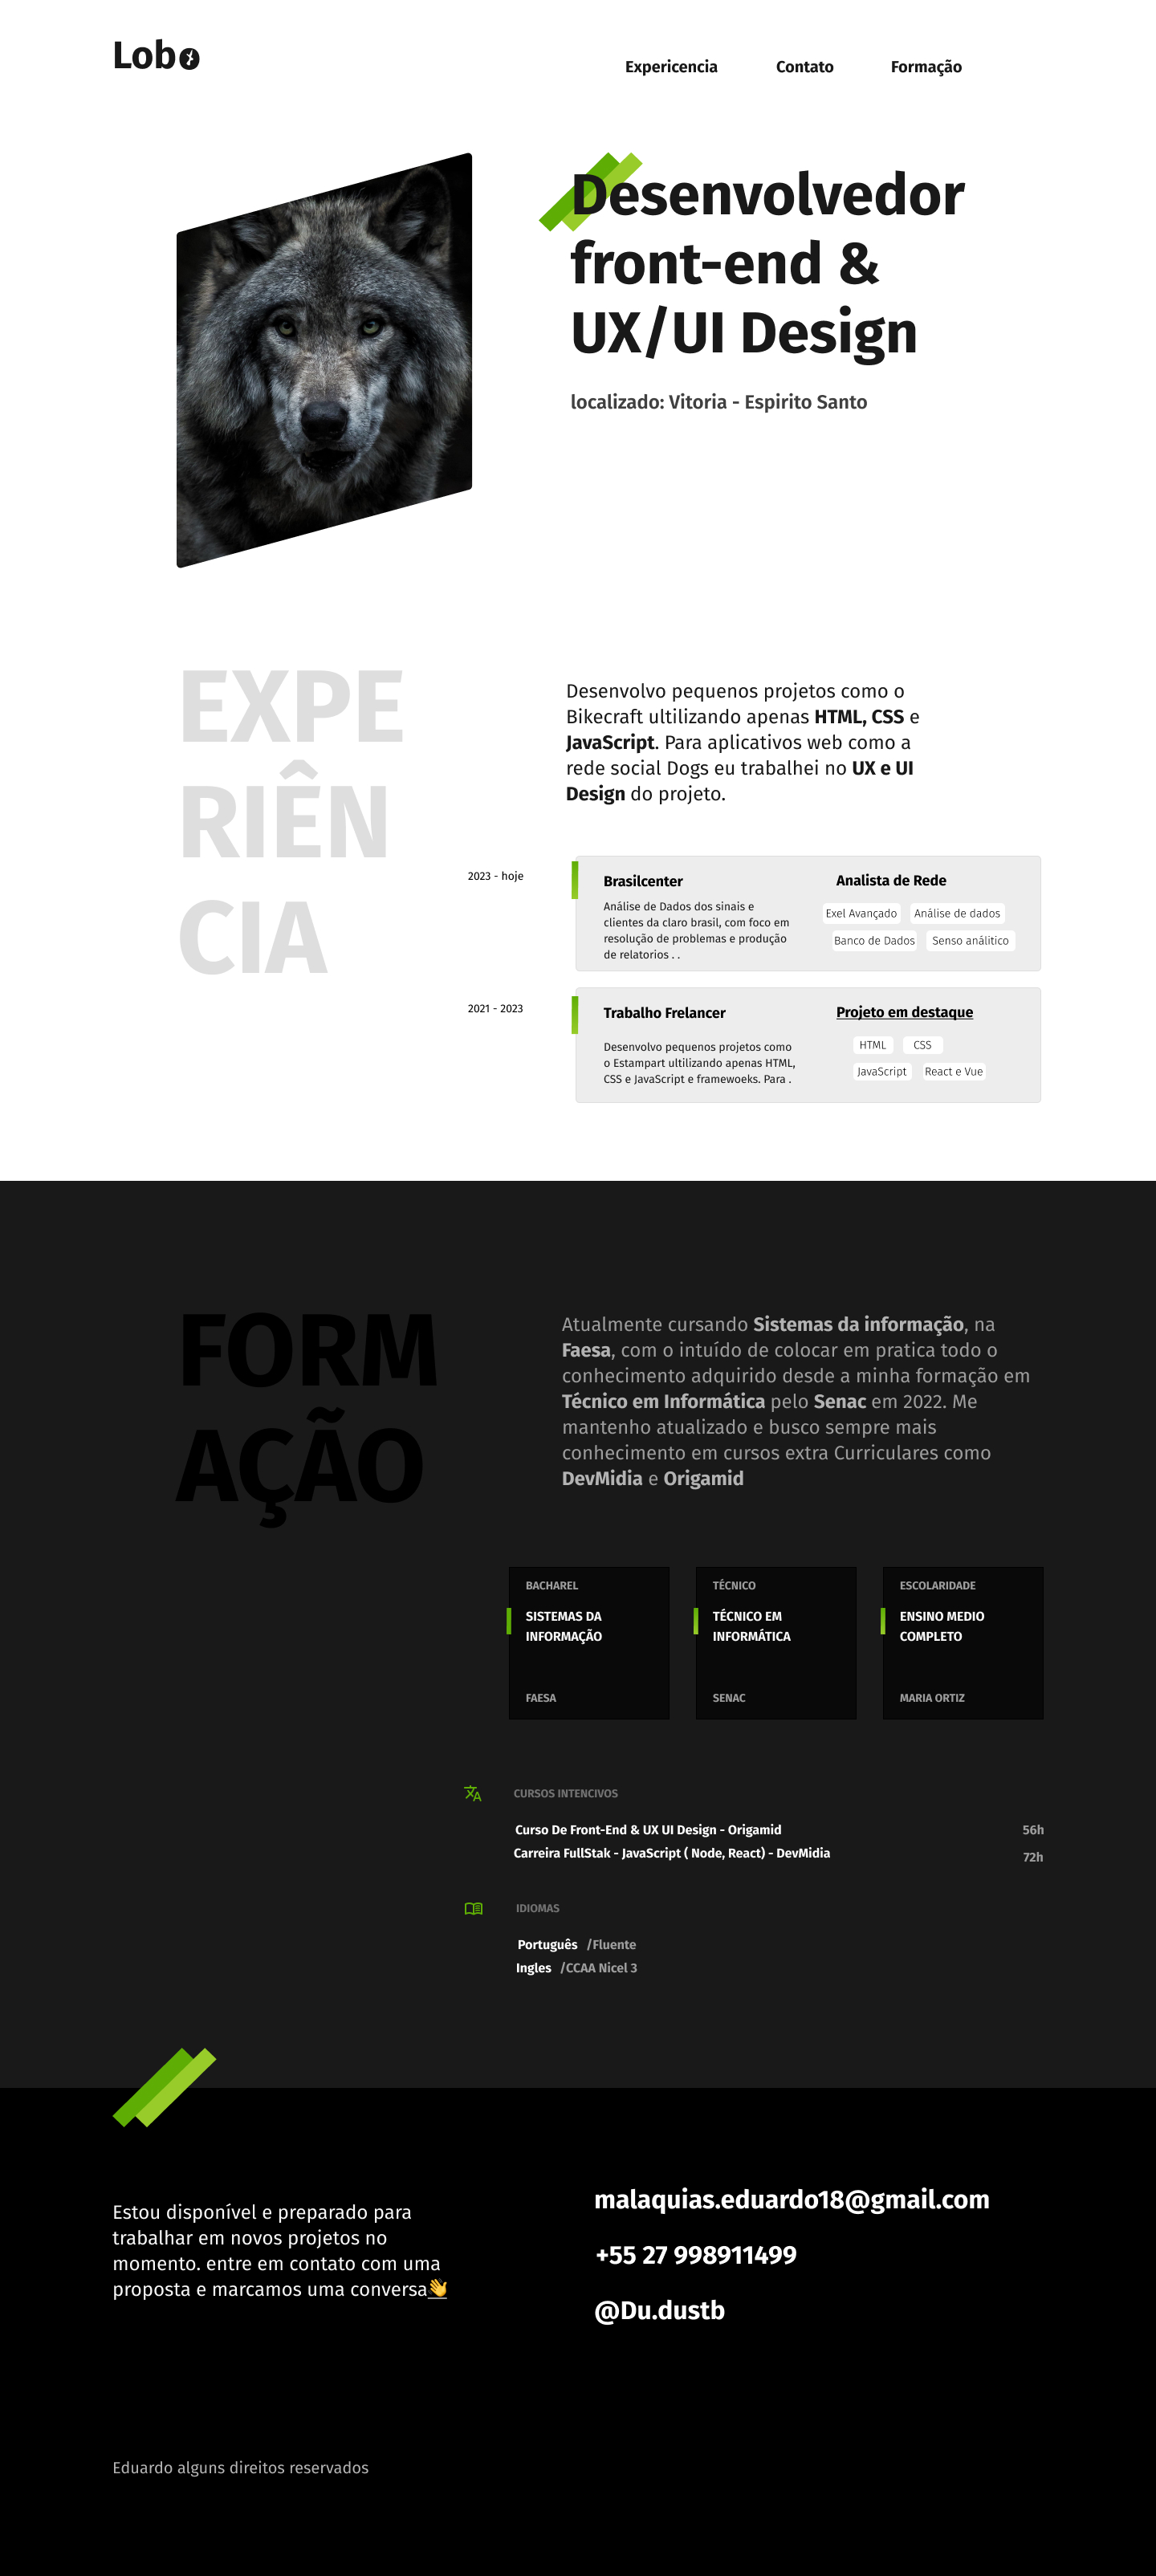 Lobo
Expericencia
Contato
Formação
Desenvolvedor
front-end &
UX/UI Design
localizado: Vitoria - Espirito Santo
EXPE
RIÊN
CIA
Desenvolvo pequenos projetos como o
Bikecraft ultilizando apenas HTML, CSS e
JavaScript. Para aplicativos web como a
rede social Dogs eu trabalhei no UX e UI
Design do projeto.
2023 - hoje
Brasilcenter
Análise de Dados dos sinais e
clientes da claro brasil, com foco em
resolução de problemas e produção
de relatorios . .
Analista de Rede
Exel Avançado
Análise de dados
Banco de Dados
Senso análitico
2021 - 2023
Trabalho Frelancer
Desenvolvo pequenos projetos como
o Estampart ultilizando apenas HTML,
CSS e JavaScript e framewoeks. Para .
Projeto em destaque
HTML
CSS
JavaScript
React e Vue
FORM
AÇÃO
Atualmente cursando Sistemas da informação, na
Faesa, com o intuído de colocar em pratica todo o
conhecimento adquirido desde a minha formação em
Técnico em Informática pelo Senac em 2022. Me
mantenho atualizado e busco sempre mais
conhecimento em cursos extra Curriculares como
DevMidia e Origamid
BACHAREL
SISTEMAS DA
INFORMAÇÃO
FAESA
TÉCNICO
TÉCNICO EM
INFORMÁTICA
SENAC
ESCOLARIDADE
ENSINO MEDIO
COMPLETO
MARIA ORTIZ
CURSOS INTENCIVOS
Curso De Front-End & UX UI Design - Origamid
56h
Carreira FullStak - JavaScript ( Node, React) - DevMidia
72h
IDIOMAS
Português /Fluente
Ingles /CCAA Nicel 3
Estou disponível e preparado para
trabalhar em novos projetos no
momento. entre em contato com uma
proposta e marcamos uma conversa👋
malaquias.eduardo18@gmail.com
+55 27 998911499
@Du.dustb
Eduardo alguns direitos reservados